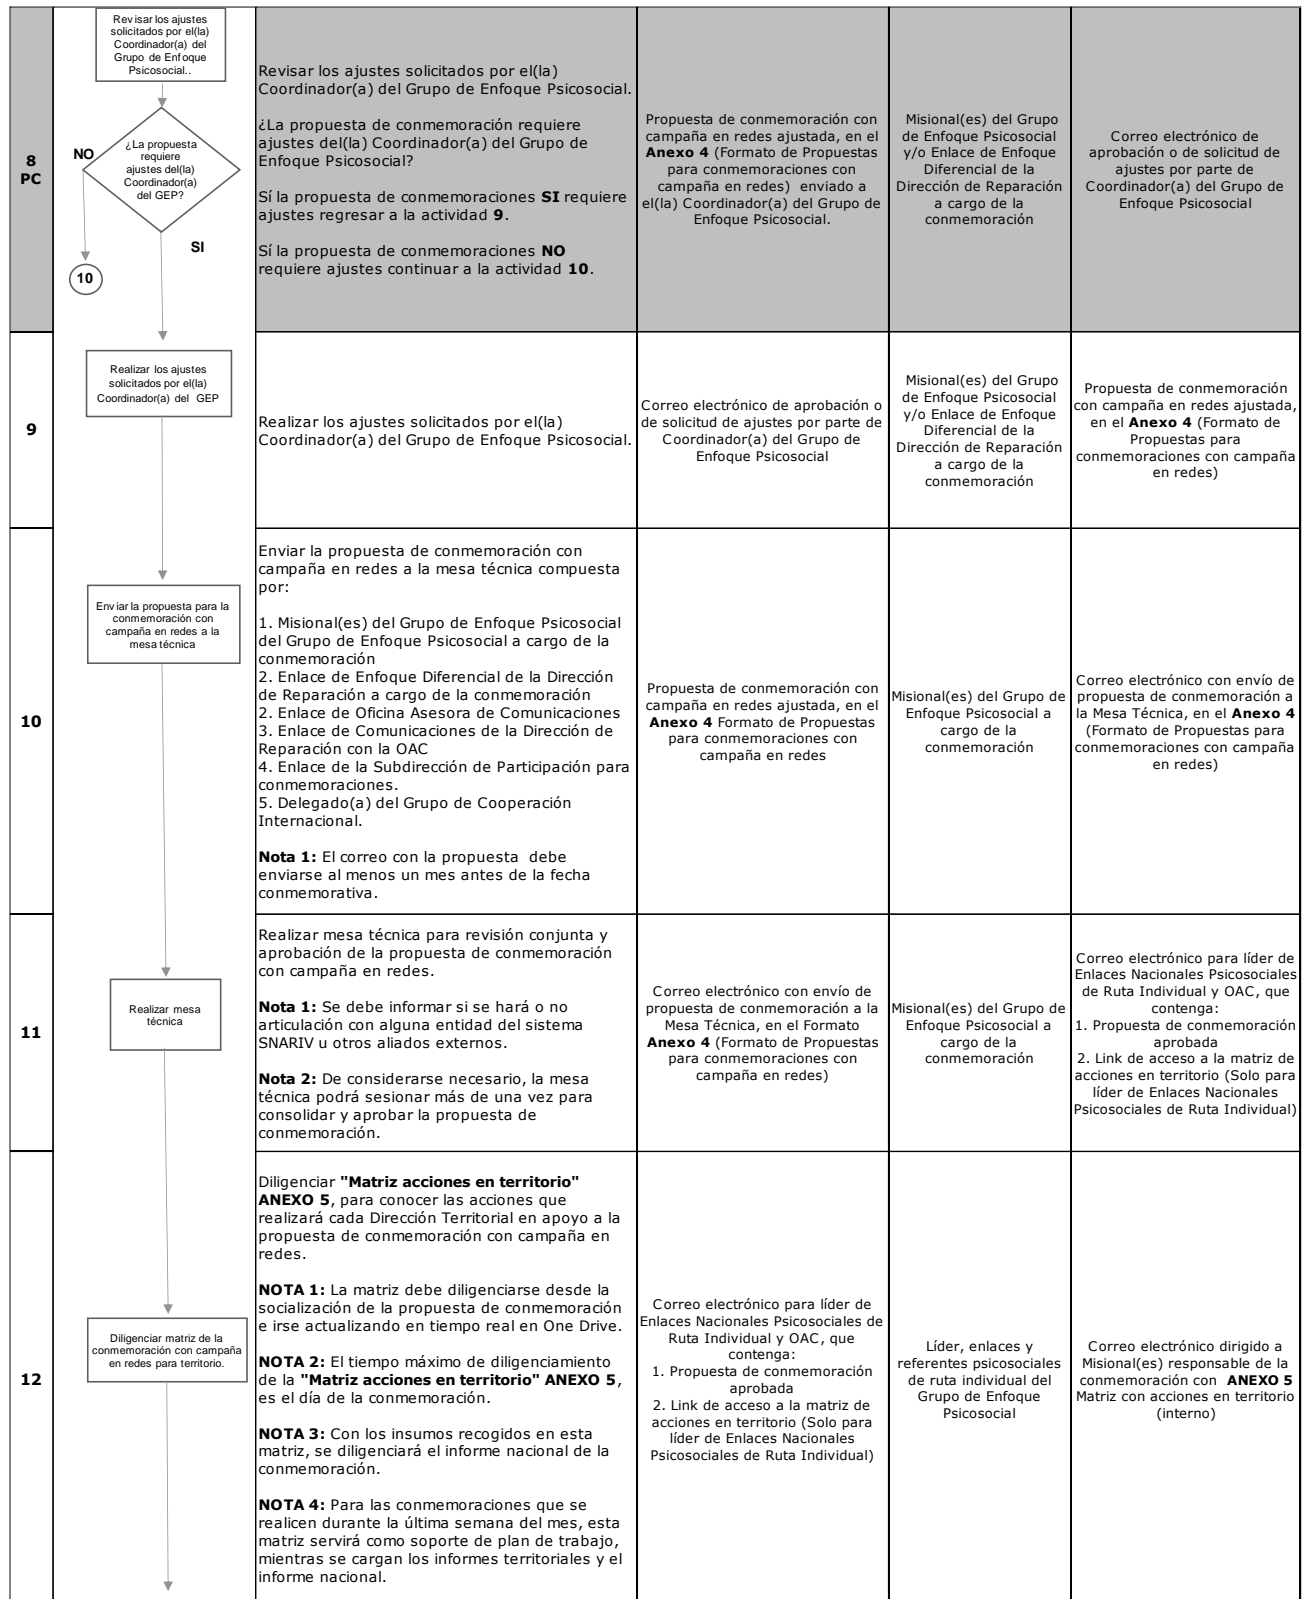 8
PC
Revisar los ajustes
solicitados por el(la)
Coordinador(a) del
Grupo de Enfoque
Psicosocial..
¿La propuesta
requiere
ajustes del(la)
Coordinador(a)
del GEP?
NO
SI
10
Revisar los ajustes solicitados por el(la)
Coordinador(a) del Grupo de Enfoque Psicosocial.
¿La propuesta de conmemoración requiere
ajustes del(la) Coordinador(a) del Grupo de
Enfoque Psicosocial?
Sí la propuesta de conmemoraciones SI requiere
ajustes regresar a la actividad 9.
Sí la propuesta de conmemoraciones NO
requiere ajustes continuar a la actividad 10.
Propuesta de conmemoración con
campaña en redes ajustada, en el
Anexo 4 (Formato de Propuestas
para conmemoraciones con
campaña en redes) enviado a
el(la) Coordinador(a) del Grupo de
Enfoque Psicosocial.
Misional(es) del Grupo
de Enfoque Psicosocial
y/o Enlace de Enfoque
Diferencial de la
Dirección de Reparación
a cargo de la
conmemoración
Correo electrónico de
aprobación o de solicitud de
ajustes por parte de
Coordinador(a) del Grupo de
Enfoque Psicosocial
9
Realizar los ajustes
solicitados por el(la)
Coordinador(a) del GEP
Realizar los ajustes solicitados por el(la)
Coordinador(a) del Grupo de Enfoque Psicosocial.
Correo electrónico de aprobación o
de solicitud de ajustes por parte de
Coordinador(a) del Grupo de
Enfoque Psicosocial
Misional(es) del Grupo
de Enfoque Psicosocial
y/o Enlace de Enfoque
Diferencial de la
Dirección de Reparación
a cargo de la
conmemoración
Propuesta de conmemoración
con campaña en redes ajustada,
en el Anexo 4 (Formato de
Propuestas para
conmemoraciones con campaña
en redes)
10
Enviar la propuesta para la
conmemoración con
campaña en redes a la
mesa técnica
Enviar la propuesta de conmemoración con
campaña en redes a la mesa técnica compuesta
por:
1. Misional(es) del Grupo de Enfoque Psicosocial
del Grupo de Enfoque Psicosocial a cargo de la
conmemoración
2. Enlace de Enfoque Diferencial de la Dirección
de Reparación a cargo de la conmemoración
2. Enlace de Oficina Asesora de Comunicaciones
3. Enlace de Comunicaciones de la Dirección de
Reparación con la OAC
4. Enlace de la Subdirección de Participación para
conmemoraciones.
5. Delegado(a) del Grupo de Cooperación
Internacional.
Nota 1: El correo con la propuesta debe
enviarse al menos un mes antes de la fecha
conmemorativa.
Propuesta de conmemoración con
campaña en redes ajustada, en el
Anexo 4 Formato de Propuestas
para conmemoraciones con
campaña en redes
Misional(es) del Grupo de
Enfoque Psicosocial a
cargo de la
conmemoración
Correo electrónico con envío de
propuesta de conmemoración a
la Mesa Técnica, en el Anexo 4
(Formato de Propuestas para
conmemoraciones con campaña
en redes)
11
Realizar mesa
técnica
Realizar mesa técnica para revisión conjunta y
aprobación de la propuesta de conmemoración
con campaña en redes.
Nota 1: Se debe informar si se hará o no
articulación con alguna entidad del sistema
SNARIV u otros aliados externos.
Nota 2: De considerarse necesario, la mesa
técnica podrá sesionar más de una vez para
consolidar y aprobar la propuesta de
conmemoración.
Correo electrónico con envío de
propuesta de conmemoración a la
Mesa Técnica, en el Formato
Anexo 4 (Formato de Propuestas
para conmemoraciones con
campaña en redes)
Misional(es) del Grupo de
Enfoque Psicosocial a
cargo de la
conmemoración
Correo electrónico para líder de
Enlaces Nacionales Psicosociales
de Ruta Individual y OAC, que
contenga:
1. Propuesta de conmemoración
aprobada
2. Link de acceso a la matriz de
acciones en territorio (Solo para
líder de Enlaces Nacionales
Psicosociales de Ruta Individual)
12
Diligenciar matriz de la
conmemoración con campaña
en redes para territorio.
Diligenciar "Matriz acciones en territorio"
ANEXO 5, para conocer las acciones que
realizará cada Dirección Territorial en apoyo a la
propuesta de conmemoración con campaña en
redes.
NOTA 1: La matriz debe diligenciarse desde la
socialización de la propuesta de conmemoración
e irse actualizando en tiempo real en One Drive.
NOTA 2: El tiempo máximo de diligenciamiento
de la "Matriz acciones en territorio" ANEXO 5,
es el día de la conmemoración.
NOTA 3: Con los insumos recogidos en esta
matriz, se diligenciará el informe nacional de la
conmemoración.
NOTA 4: Para las conmemoraciones que se
realicen durante la última semana del mes, esta
matriz servirá como soporte de plan de trabajo,
mientras se cargan los informes territoriales y el
informe nacional.
Correo electrónico para líder de
Enlaces Nacionales Psicosociales de
Ruta Individual y OAC, que
contenga:
1. Propuesta de conmemoración
aprobada
2. Link de acceso a la matriz de
acciones en territorio (Solo para
líder de Enlaces Nacionales
Psicosociales de Ruta Individual)
Líder, enlaces y
referentes psicosociales
de ruta individual del
Grupo de Enfoque
Psicosocial
Correo electrónico dirigido a
Misional(es) responsable de la
conmemoración con ANEXO 5
Matriz con acciones en territorio
(interno)